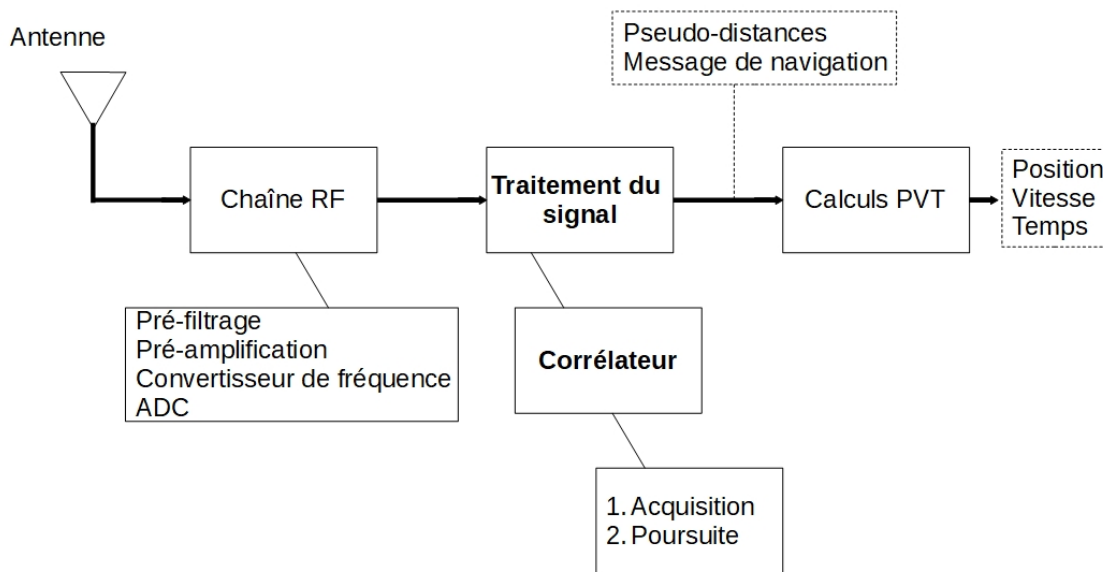 Antenne
Pseudo-distances
Message de navigation
Chaîne RF
Traitement du
signal
Calculs PVT
Position
Vitesse
Temps
Pré-filtrage
Pré-amplification
Convertisseur de fréquence
ADC
Corrélateur
1. Acquisition
2. Poursuite